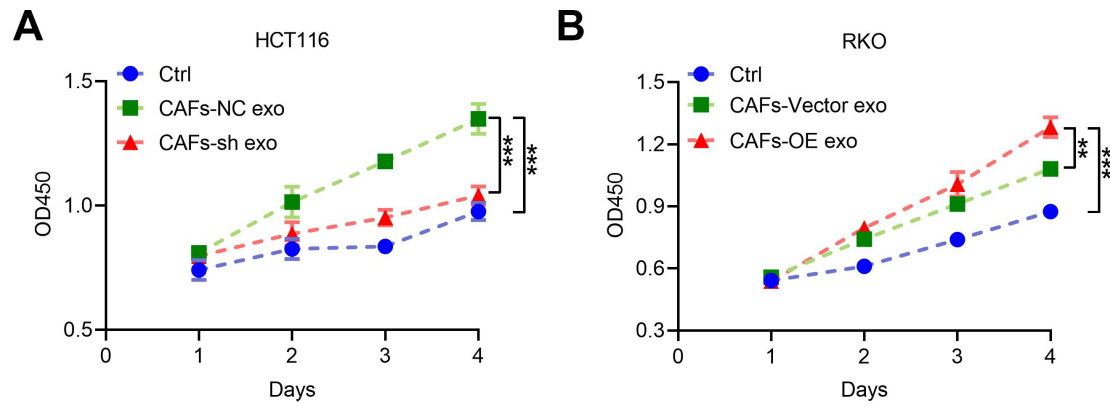 A
HCT116
Ctrl
CAFs-NC exo
CAFs-sh exo
1.5
1.0
0.5
OD450
0 1 2 3 4
Days
***
***
B
RKO
Ctrl
CAFs-Vector exo
CAFs-OE exo
1.5
1.2
0.9
0.6
0.3
OD450
0 1 2 3 4
Days
**
***